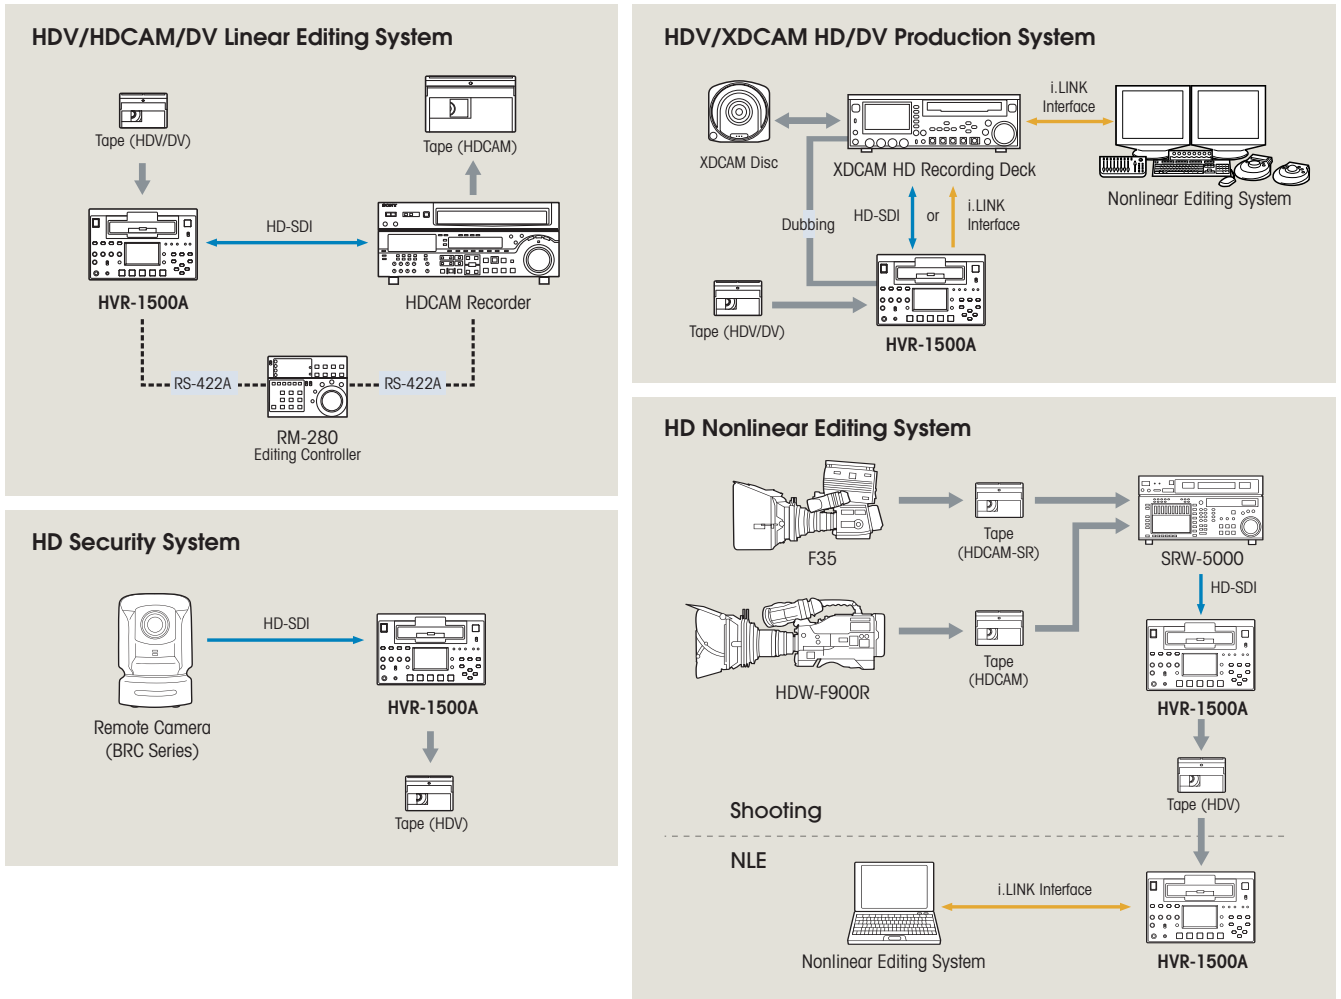 HDV/HDCAM/DV Linear Editing System
Tape (HDV/DV)
Tape (HDCAM)
HD-SDI
SONY
HVR-1500A
HDCAM Recorder
RS-422A
RS-422A
RM-280
Editing Controller
HD Security System
HD-SDI
HVR-1500A
Remote Camera
(BRC Series)
Tape (HDV)
HDV/XDCAM HD/DV Production System
i.LINK
Interface
XDCAM Disc
XDCAM HD Recording Deck
Nonlinear Editing System
Dubbing
HD-SDI
or
i.LINK
Interface
Tape (HDV/DV)
HVR-1500A
HD Nonlinear Editing System
F35
Tape
(HDCAM-SR)
SRW-5000
HD-SDI
HDW-F900R
Tape
(HDCAM)
HVR-1500A
Tape (HDV)
Shooting
NLE
i.LINK Interface
Nonlinear Editing System
HVR-1500A